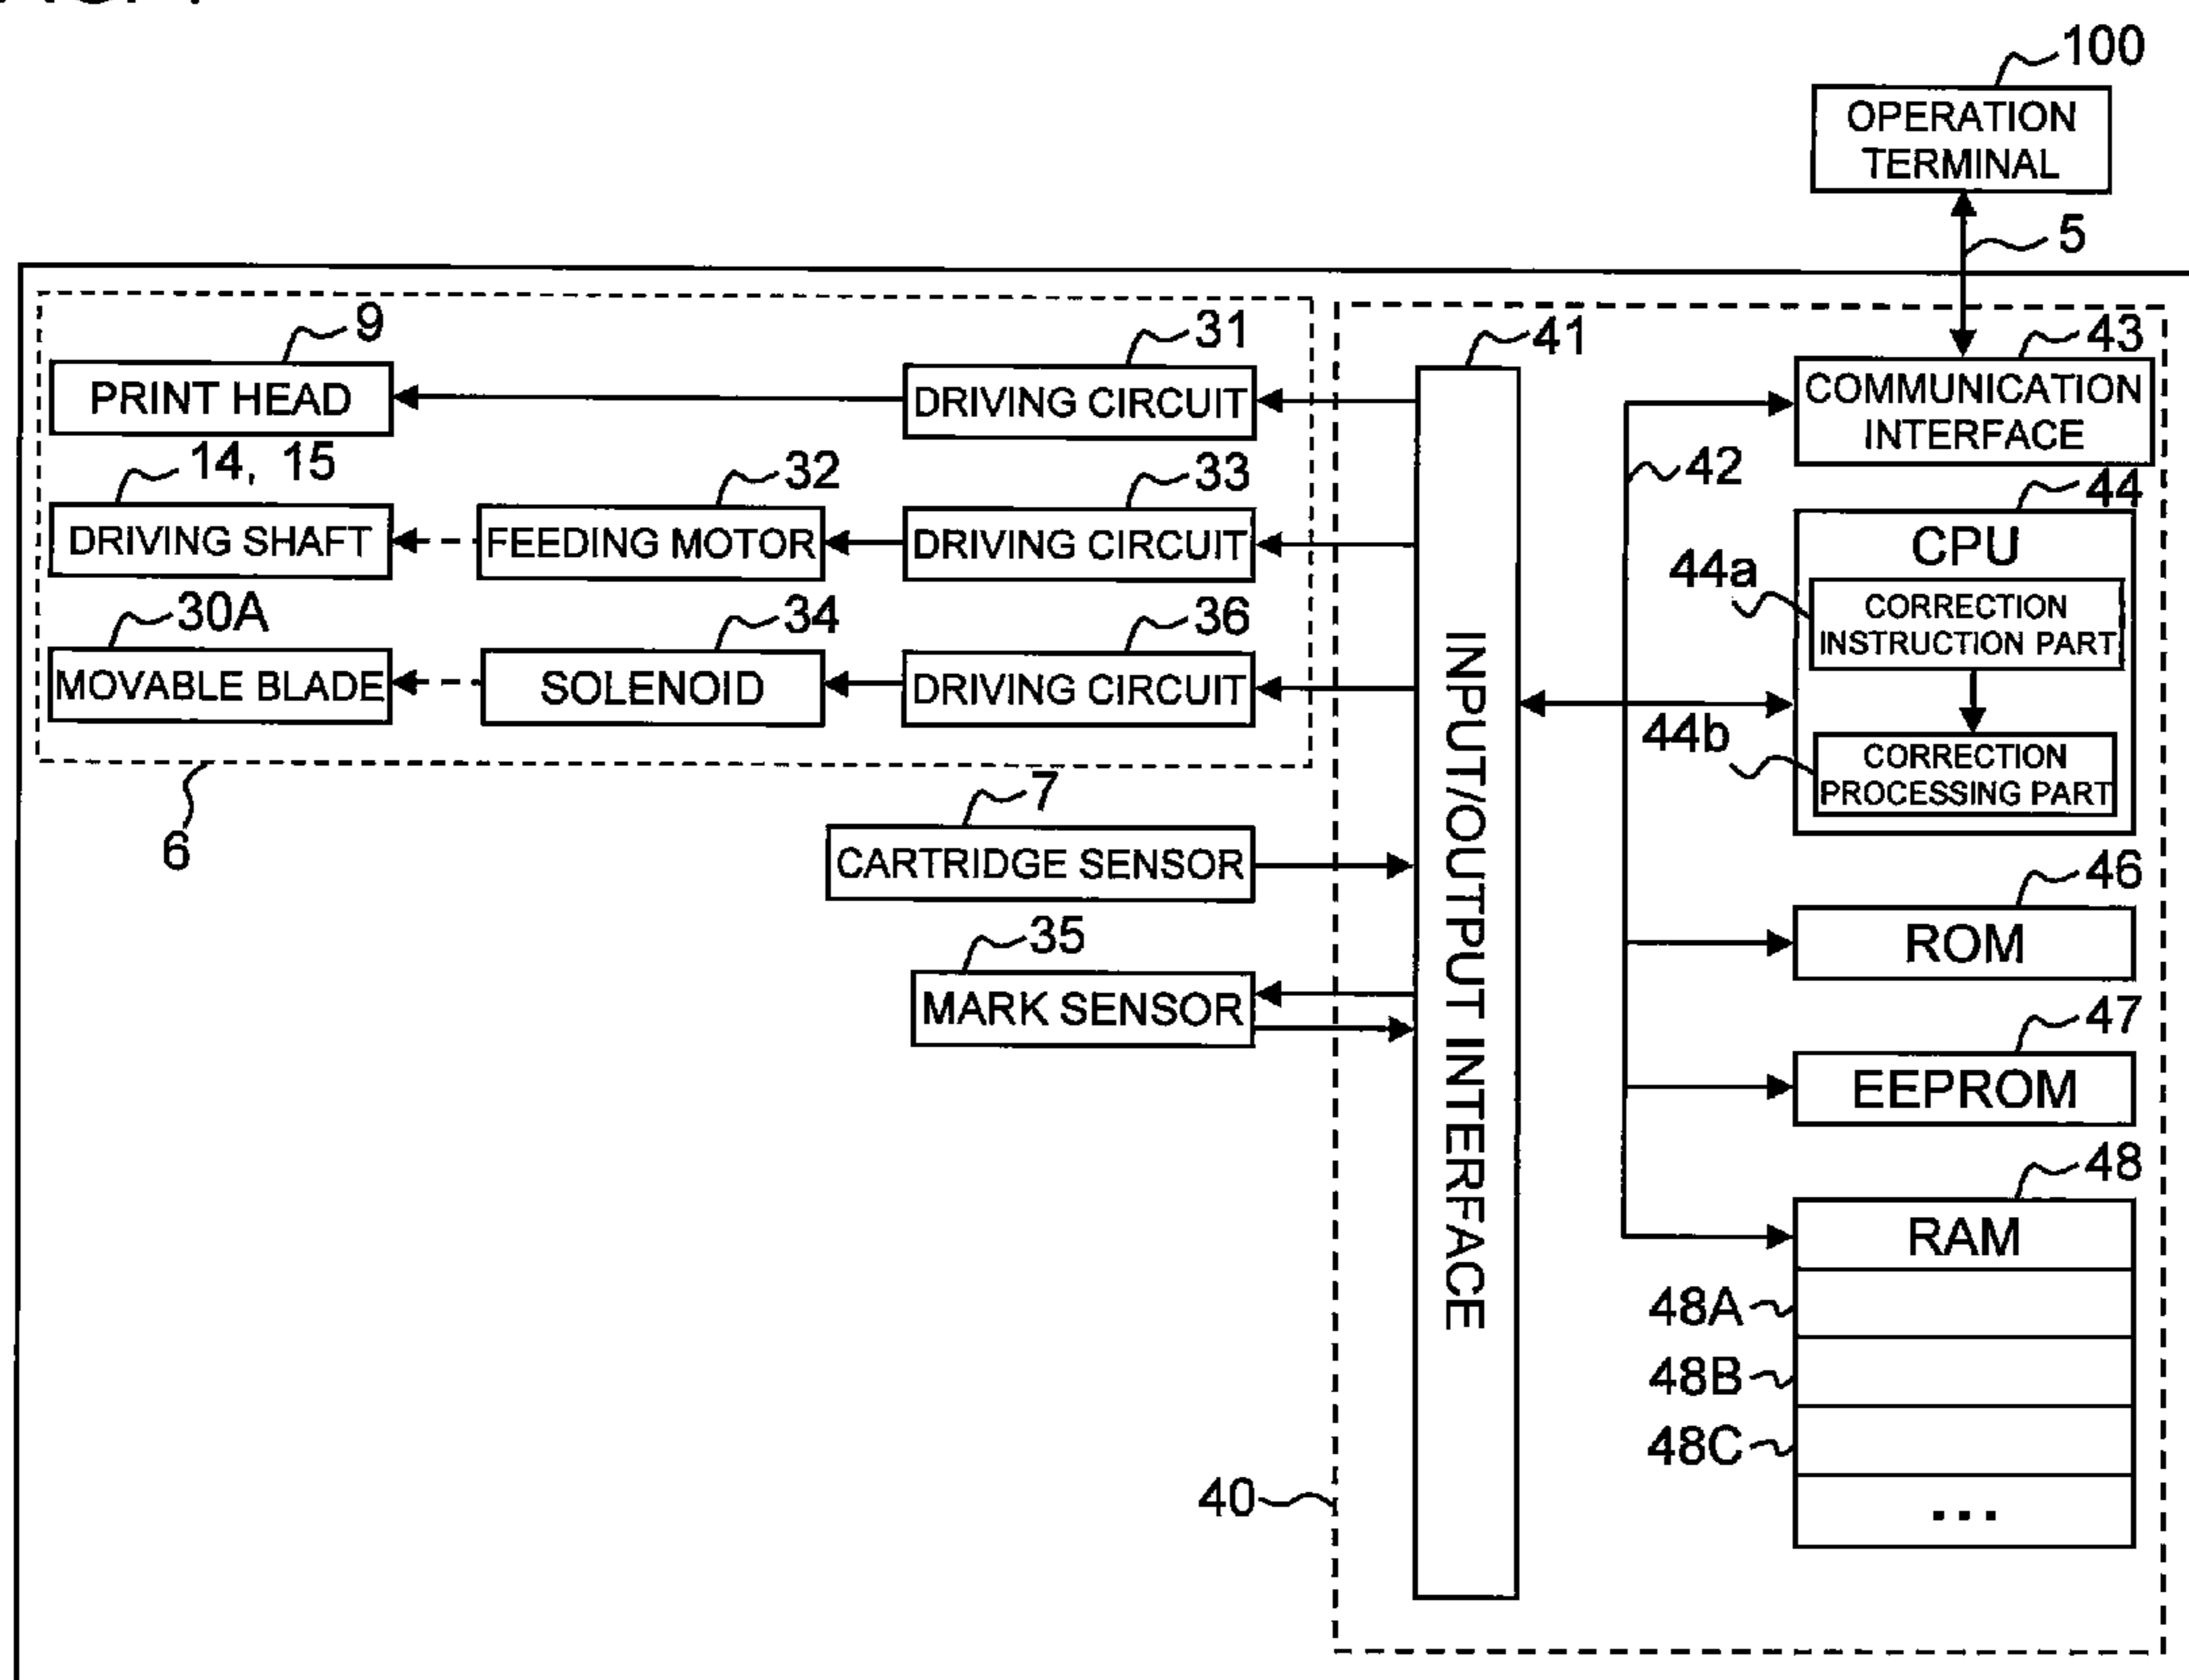 100
OPERATION
TERMINAL
5
9
31
41
43
PRINT HEAD
DRIVING CIRCUIT
COMMUNICATION
INTERFACE
14, 15
32
33
42
44
DRIVING SHAFT
FEEDING MOTOR
DRIVING CIRCUIT
CPU
44a
CORRECTION
INSTRUCTION PART
30A
34
36
MOVABLE BLADE
SOLENOID
DRIVING CIRCUIT
INPUT/OUTPUT INTERFACE
44b
CORRECTION
PROCESSING PART
6
7
CARTRIDGE SENSOR
46
ROM
35
MARK SENSOR
47
EEPROM
48
RAM
48A
48B
48C
40
...